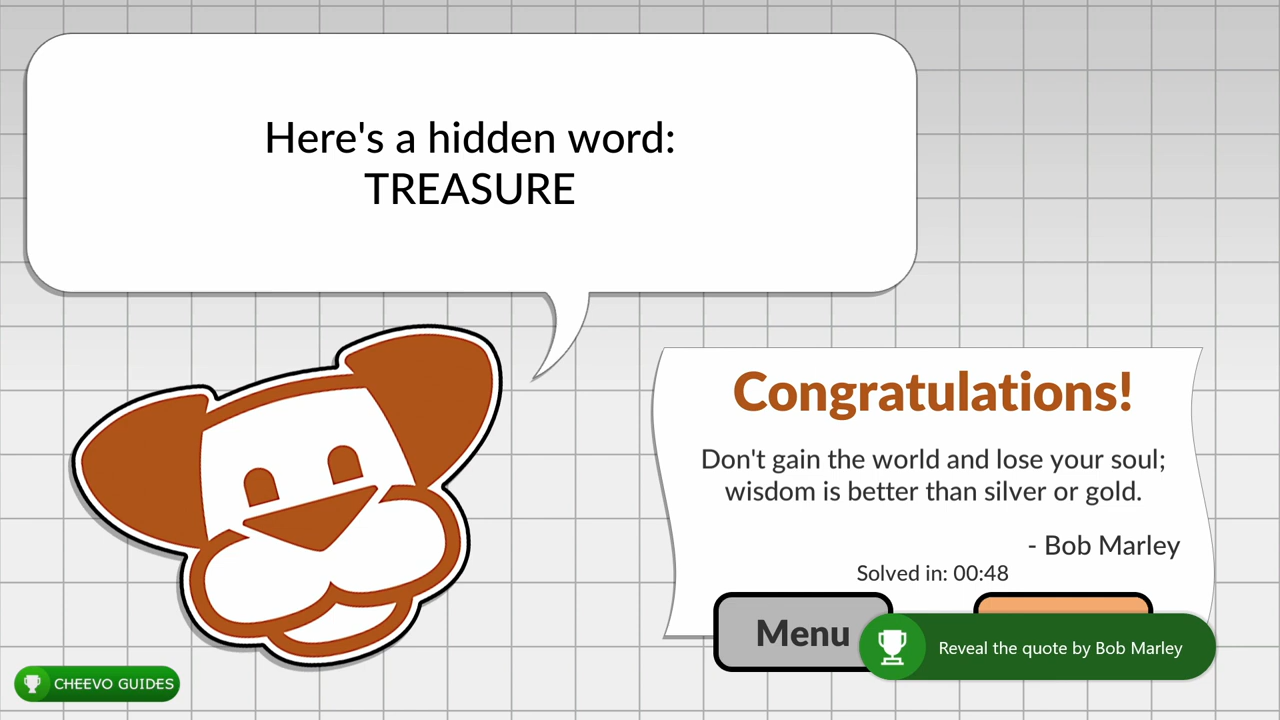 Here's a hidden word:
TREASURE
Congratulations!
Don't gain the world and lose your soul;
wisdom is better than silver or gold.
- Bob Marley
Solved in: 00:48
Menu
Reveal the quote by Bob Marley
CHEEVO GUIDES